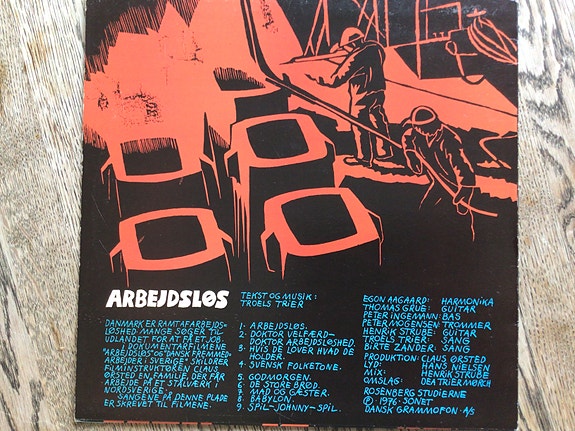 ARBEJDSLØS
DANMARK ER RAMT AF ARBEJDS-
LØSHED MANGE SØGER TIL
UDLANDET FOR AT FÅ ET JOB.
I DOKUMENTARFILMENE
"ARBEJDSLØS" OG "DANSK FREMMED-
ARBEJDER I SVERIGE" SKILDRER
FILMINSTRUKTØREN CLAUS
ØRSTED EN FAMILIE, DER FÅR
ARBEJDE PÅ ET STÅLVÆRK I
NORDSVERIGE.
SANGENE PÅ DENNE PLADE
ER SKREVET TIL FILMENE.
TEKST OG MUSIK:
TROELS TRIER
1. ARBEJDSLØS.
2. DOKTOR VELFÆRD–
DOKTOR ARBEJDSLØSHED.
3. HVIS DE LOVER HVAD DE
HOLDER.
4. SVENSK FOLKETONE.
5. GODMORGEN.
6. DE STORE BRØD.
7. MAD OG GÆSTER.
8. BABYLON.
9. SPIL-JOHNNY-SPIL.
EGON AAGAARD: HARMONIKA
THOMAS GRUE: GUITAR
PETER INGEMANN: BAS
PETER MOGENSEN: TROMMER
HENRIK STRUBE: GUITAR
TROELS TRIER: SANG
BIRTE ZANDER: SANG
PRODUKTION: CLAUS ØRSTED
LYD: HANS NIELSEN
MIX: HENRIK STRUBE
OMSLAG: DEA TRIER MØRCH
ROSENBERG STUDIERNE
℗ 1976 - SONET
DANSK GRAMMOFON A/S